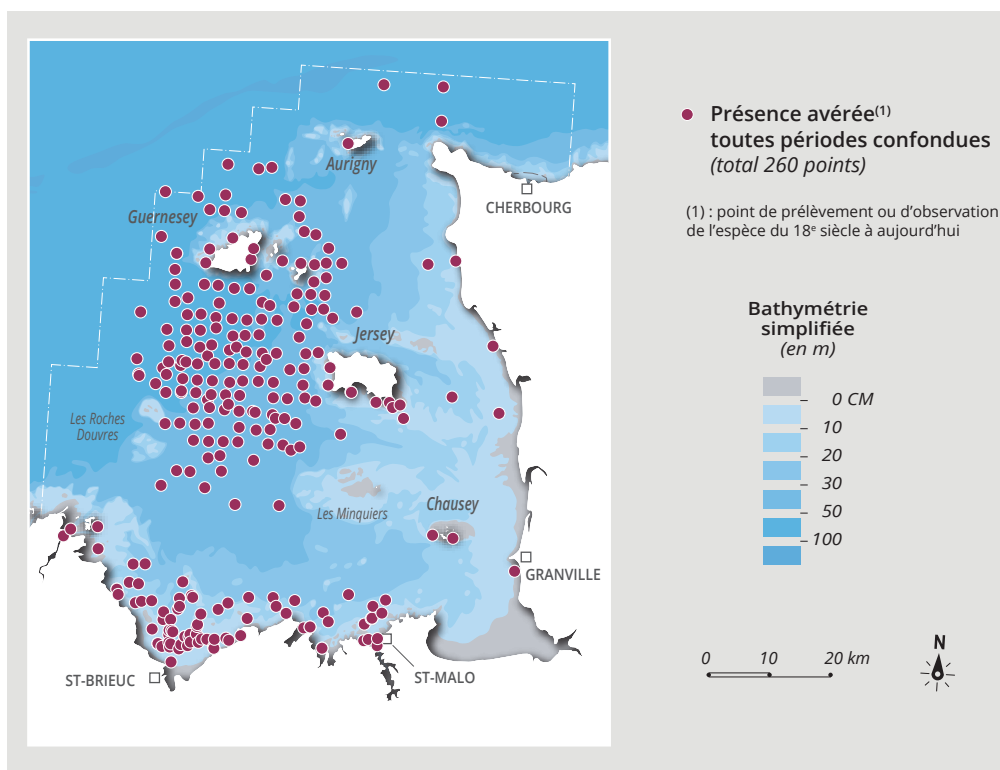 Aurigny
CHERBOURG
Guernesey
Jersey
Les Roches
Douvres
Les Minquiers
Chausey
GRANVILLE
ST-BRIEUC
ST-MALO
Présence avérée(1)
toutes périodes confondues
(total 260 points)
(1) : point de prélèvement ou d'observation
de l'espèce du 18e siècle à aujourd'hui
Bathymétrie
simplifiée
(en m)
0 CM
10
20
30
50
100
0 10 20 km
N